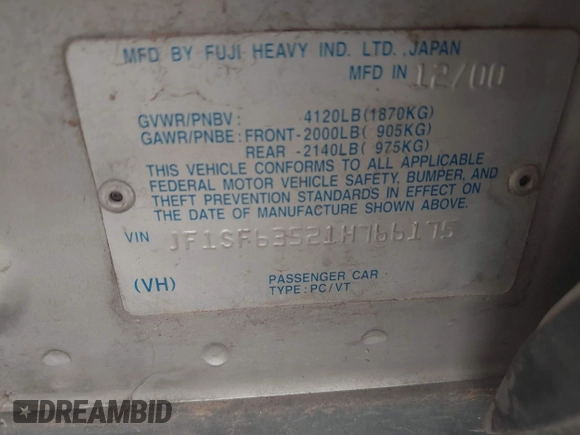 MFD BY FUJI HEAVY IND. LTD., JAPAN
MFD IN 12/00
GVWR/PNBV: 4120LB(1870KG)
GAWR/PNBE: FRONT-2000LB( 905KG)
REAR -2140LB( 975KG)
THIS VEHICLE CONFORMS TO ALL APPLICABLE
FEDERAL MOTOR VEHICLE SAFETY, BUMPER, AND
THEFT PREVENTION STANDARDS IN EFFECT ON
THE DATE OF MANUFACTURE SHOWN ABOVE.
VIN JF1SF63521H766175
PASSENGER CAR
(VH) TYPE: PC/VT
DREAMBID